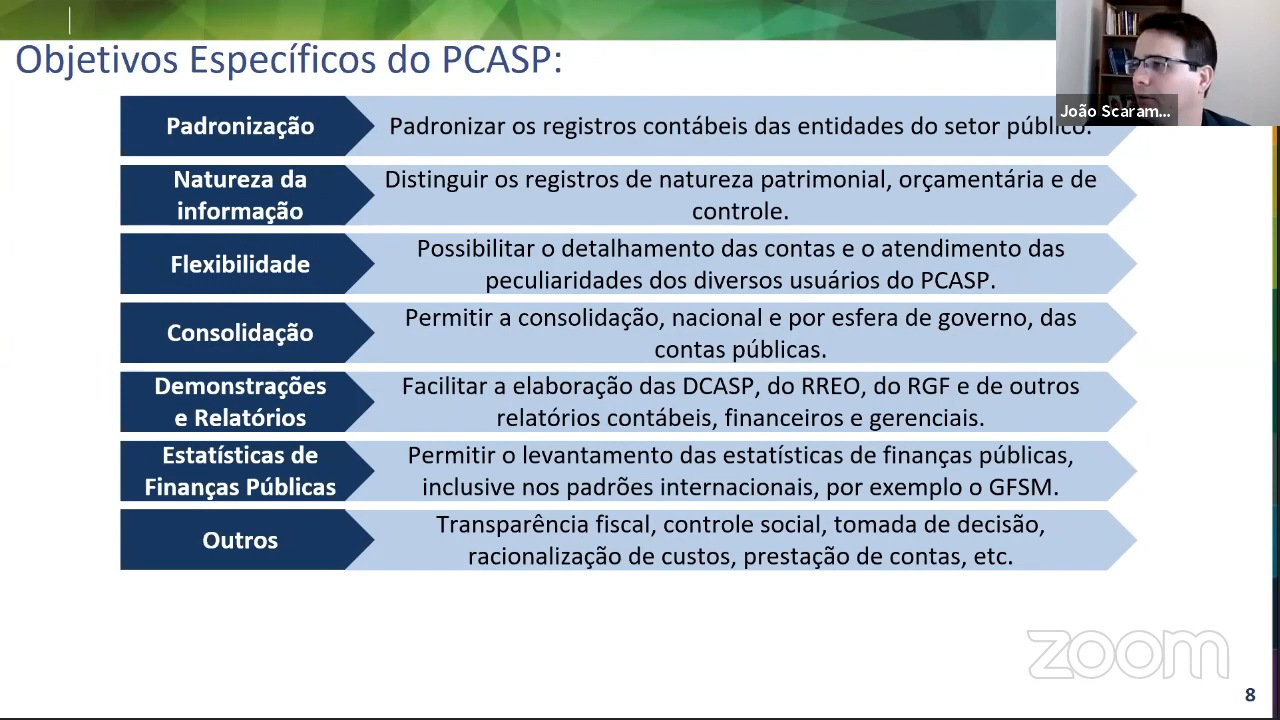 Objetivos Específicos do PCASP:
João Scaram...
Padronização
Padronizar os registros contábeis das entidades do setor público.
Natureza da
informação
Distinguir os registros de natureza patrimonial, orçamentária e de
controle.
Flexibilidade
Possibilitar o detalhamento das contas e o atendimento das
peculiaridades dos diversos usuários do PCASP.
Consolidação
Permitir a consolidação, nacional e por esfera de governo, das
contas públicas.
Demonstrações
e Relatórios
Facilitar a elaboração das DCASP, do RREO, do RGF e de outros
relatórios contábeis, financeiros e gerenciais.
Estatísticas de
Finanças Públicas
Permitir o levantamento das estatísticas de finanças públicas,
inclusive nos padrões internacionais, por exemplo o GFSM.
Outros
Transparência fiscal, controle social, tomada de decisão,
racionalização de custos, prestação de contas, etc.
zoom
8